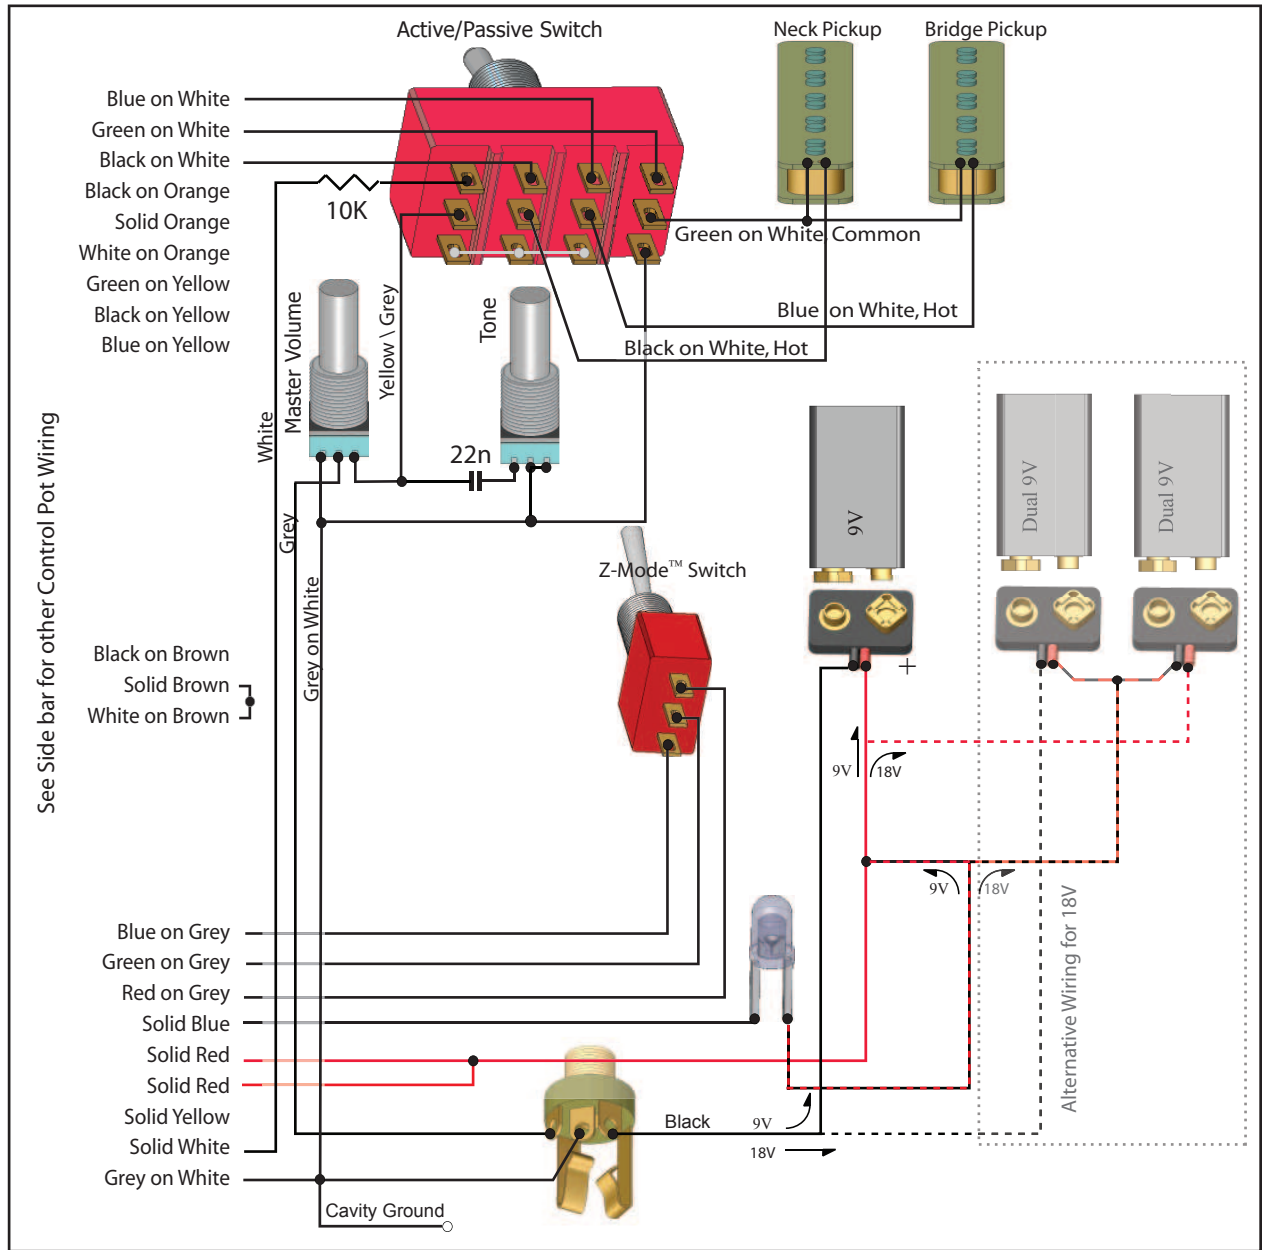 Active/Passive Switch
Neck Pickup
Bridge Pickup
Blue on White
Green on White
Black on White
Black on Orange
Solid Orange
White on Orange
Green on Yellow
Black on Yellow
Blue on Yellow
10K
Green on White, Common
Blue on White, Hot
Black on White, Hot
Master Volume
Yellow \ Grey
Tone
White
22n
Grey
Grey on White
See Side bar for other Control Pot Wiring
Z-Mode™ Switch
9V
Dual 9V
Dual 9V
+
Black on Brown
Solid Brown
White on Brown
9V
18V
9V
18V
Alternative Wiring for 18V
Blue on Grey
Green on Grey
Red on Grey
Solid Blue
Solid Red
Solid Red
Solid Yellow
Solid White
Grey on White
Black
9V
18V
Cavity Ground